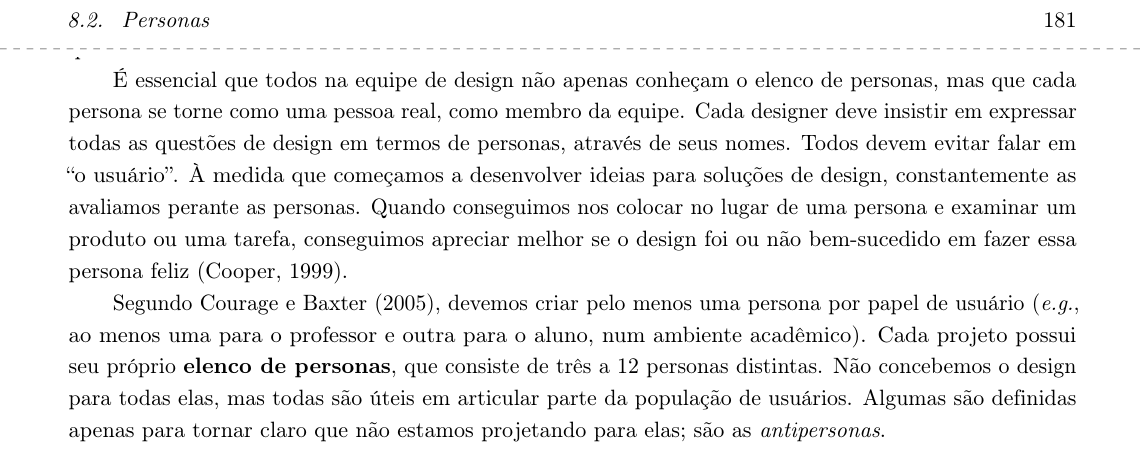 8.2. Personas 181
É essencial que todos na equipe de design não apenas conheçam o elenco de personas, mas que cada
persona se torne como uma pessoa real, como membro da equipe. Cada designer deve insistir em expressar
todas as questões de design em termos de personas, através de seus nomes. Todos devem evitar falar em
“o usuário”. À medida que começamos a desenvolver ideias para soluções de design, constantemente as
avaliamos perante as personas. Quando conseguimos nos colocar no lugar de uma persona e examinar um
produto ou uma tarefa, conseguimos apreciar melhor se o design foi ou não bem-sucedido em fazer essa
persona feliz (Cooper, 1999).
Segundo Courage e Baxter (2005), devemos criar pelo menos uma persona por papel de usuário (e.g.,
ao menos uma para o professor e outra para o aluno, num ambiente acadêmico). Cada projeto possui
seu próprio elenco de personas, que consiste de três a 12 personas distintas. Não concebemos o design
para todas elas, mas todas são úteis em articular parte da população de usuários. Algumas são definidas
apenas para tornar claro que não estamos projetando para elas; são as antipersonas.